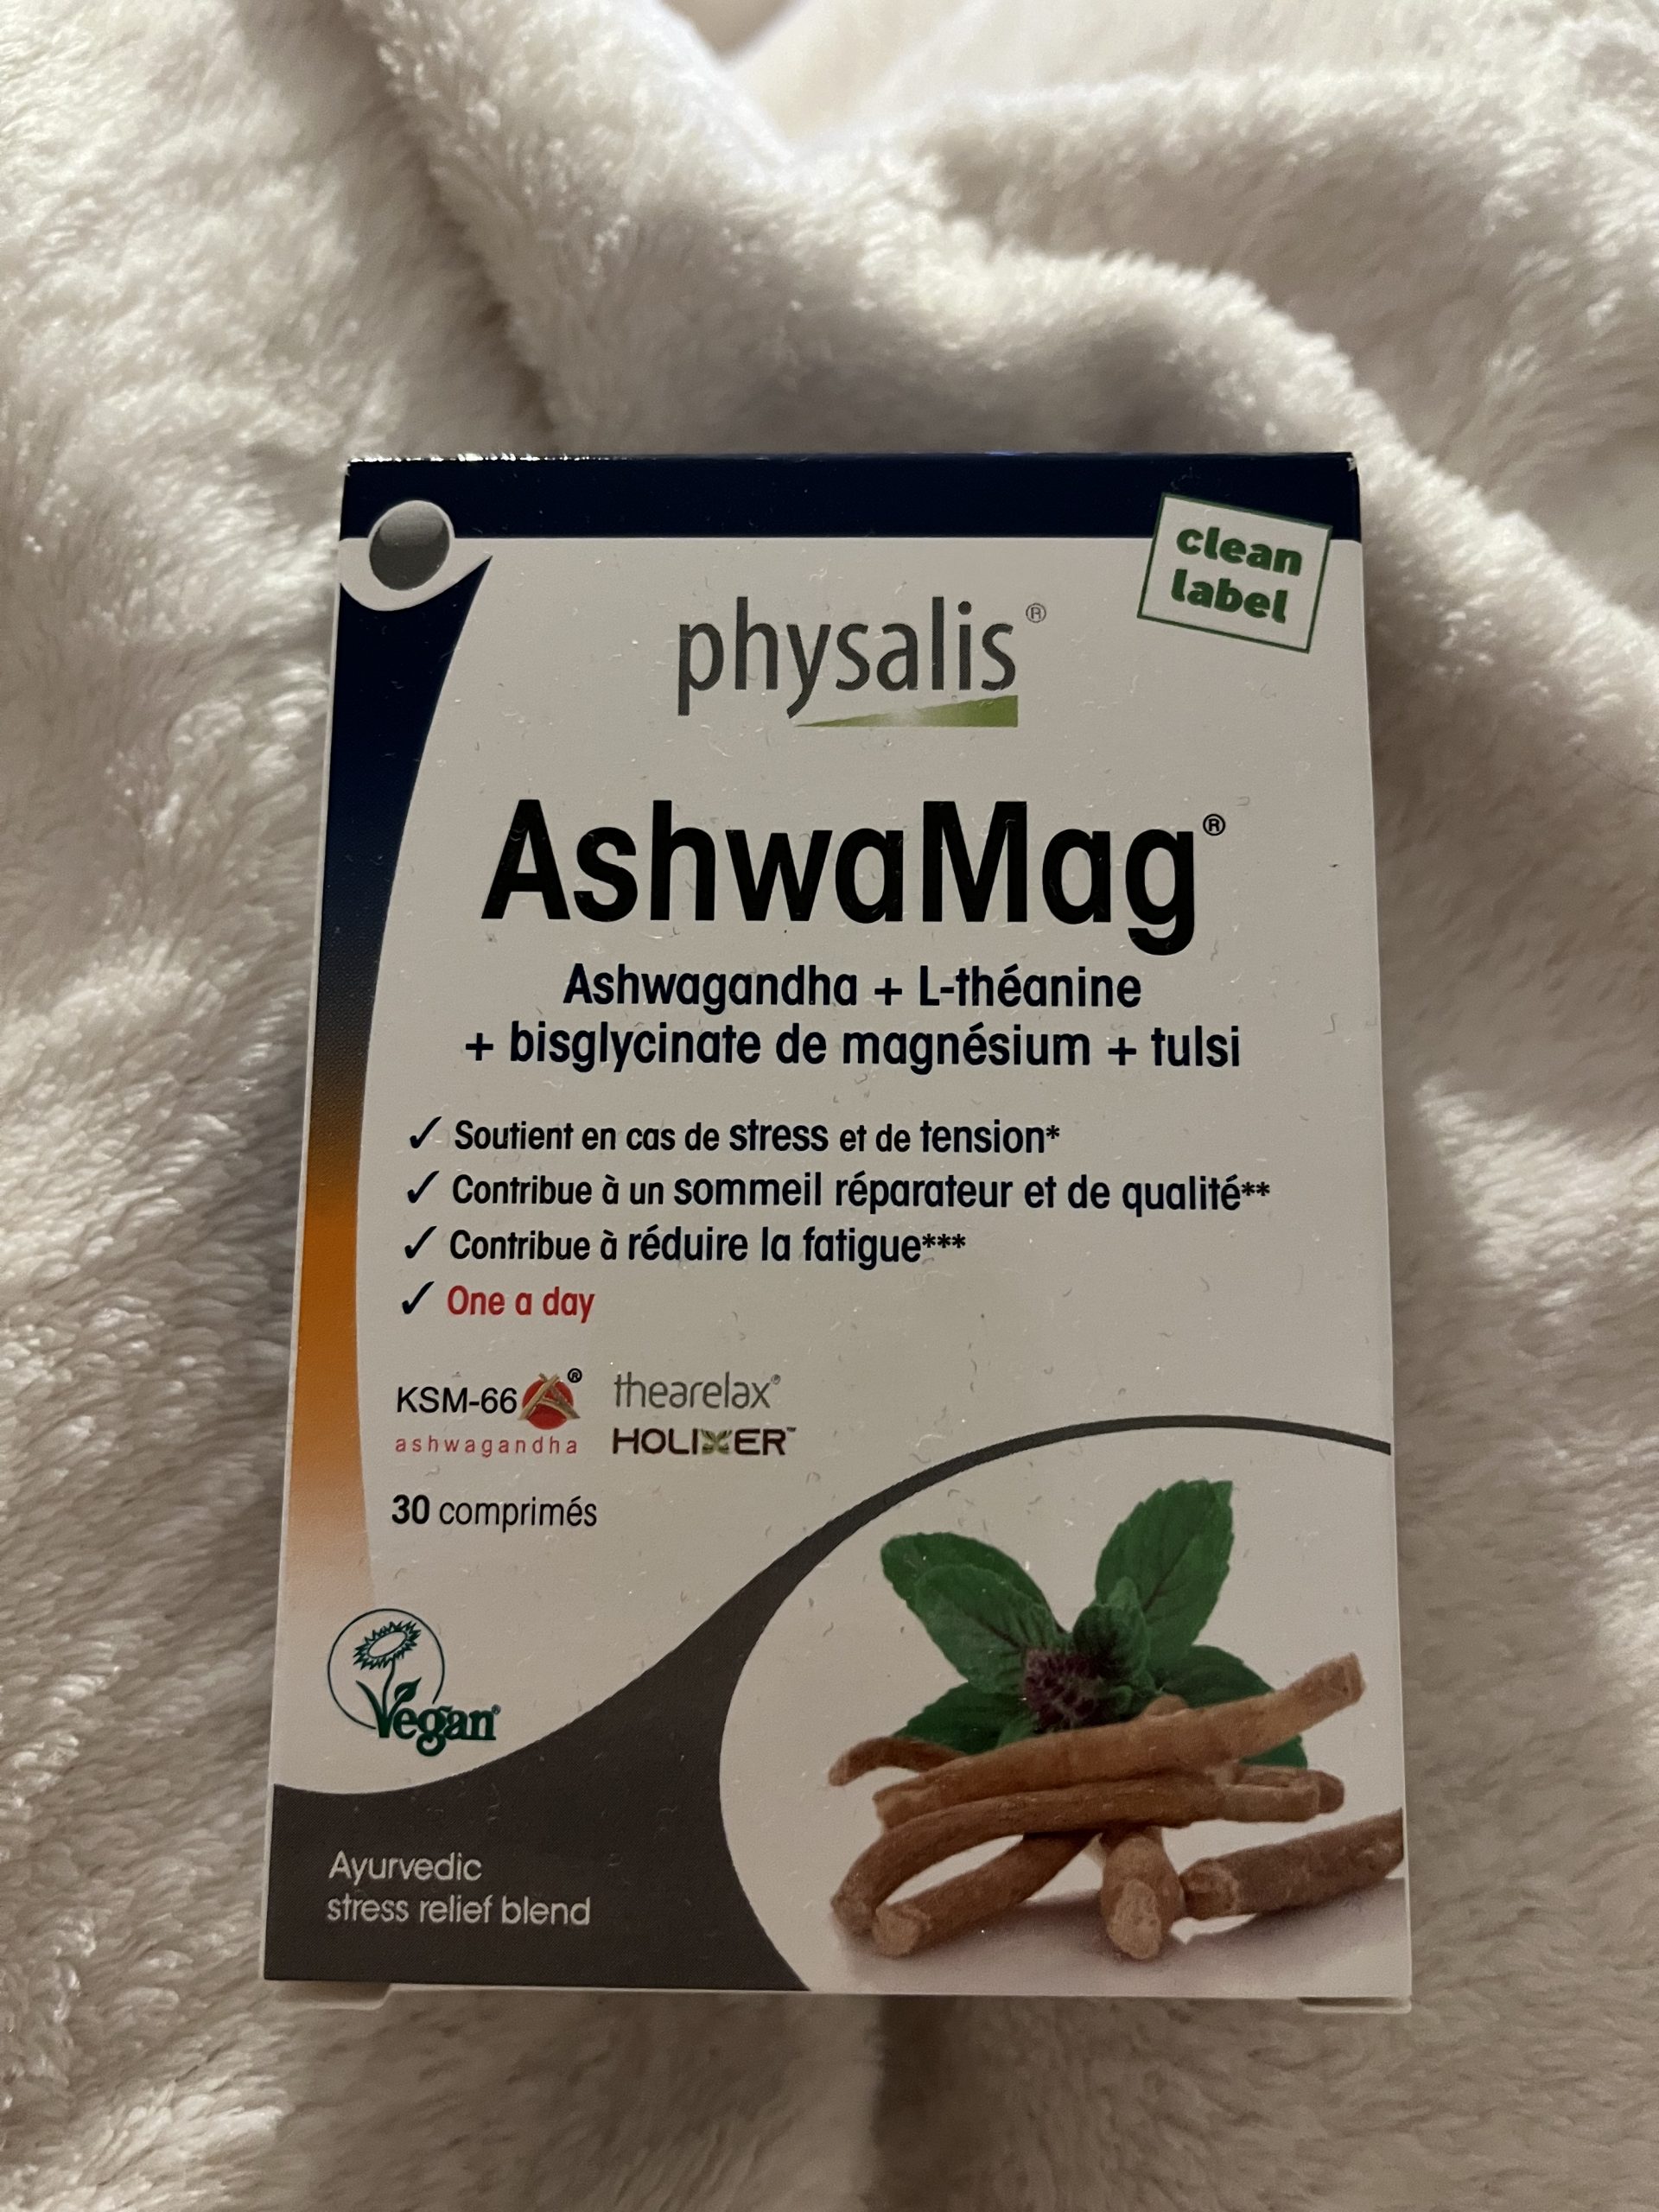 clean
label
physalis®
AshwaMag®
Ashwagandha + L-théanine
+ bisglycinate de magnésium + tulsi
✓ Soutient en cas de stress et de tension*
✓ Contribue à un sommeil réparateur et de qualité**
✓ Contribue à réduire la fatigue***
✓ One a day
KSM-66®
ashwagandha
thearelax®
HOLIXER™
30 comprimés
Vegan®
Ayurvedic
stress relief blend